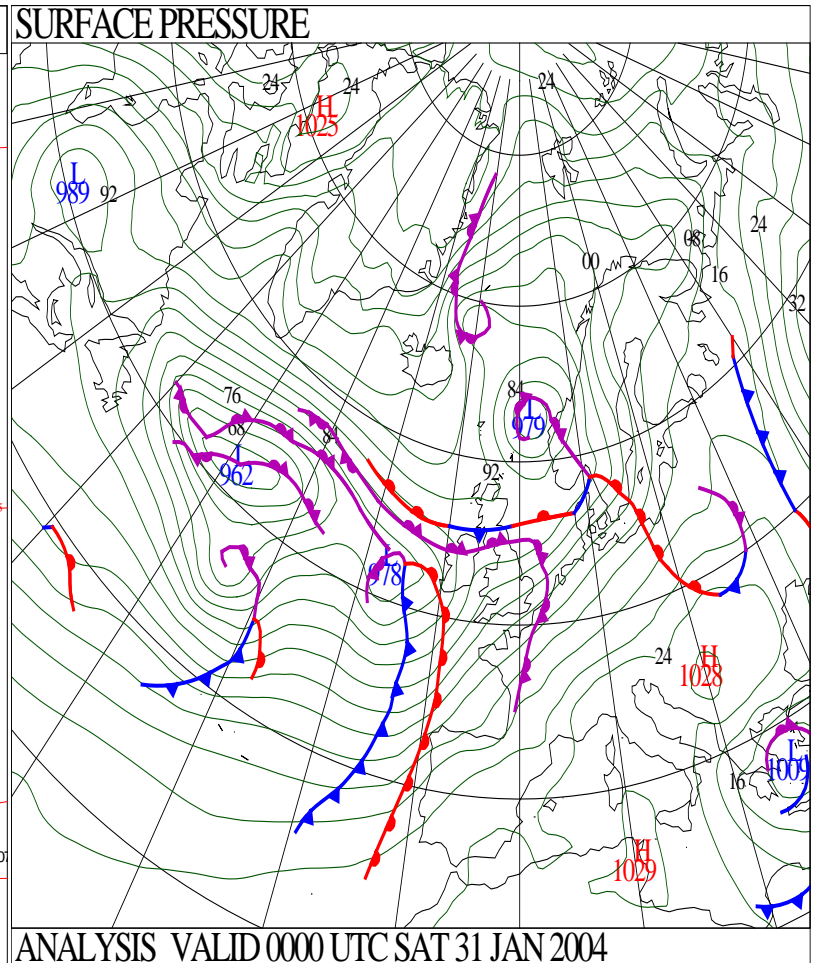 SURFACE PRESSURE
24
24
24
H
1025
L
989
92
24
08
00
16
32
76
84
L
979
68
84
L
962
92
L
978
24
H
1028
L
1009
16
H
1029
ANALYSIS VALID 0000 UTC SAT 31 JAN 2004